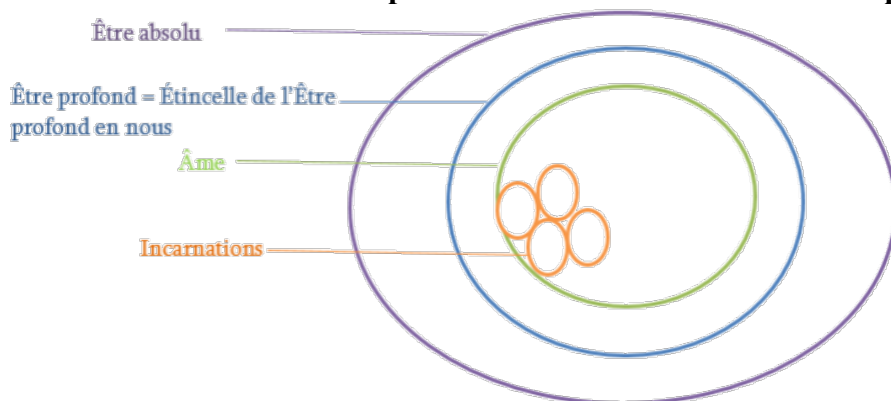 Être absolu
Être profond = Étincelle de l'Être
profond en nous
Âme
Incarnations